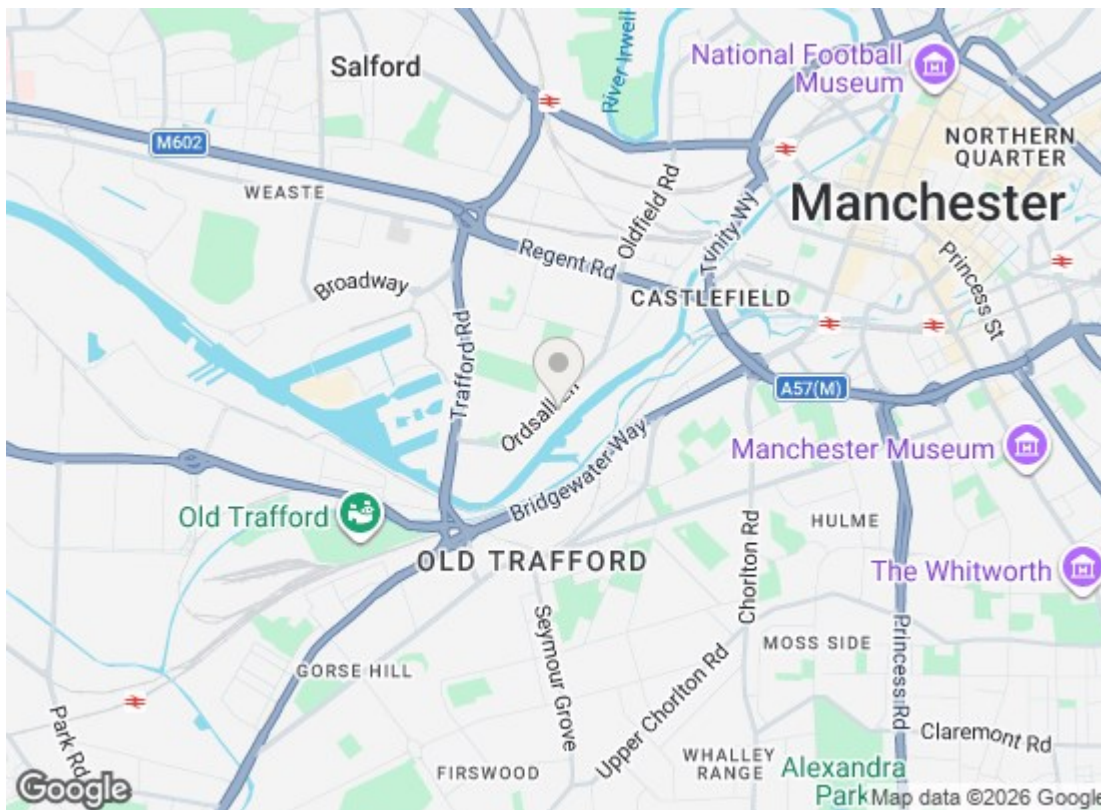 National Football
Museum
Salford
River Irwell
M602
NORTHERN
QUARTER
WEASTE
Oldfield Rd
Manchester
Trinity Wy
Regent Rd
Princess St
Broadway
CASTLEFIELD
Trafford Rd
A57(M)
Ordsall Ln
Bridgewater Way
Manchester Museum
Old Trafford
HULME
OLD TRAFFORD
Chorlton Rd
The Whitworth
Seymour Grove
MOSS SIDE
Princess Rd
GORSE HILL
Upper Chorlton Rd
Park Rd
Claremont Rd
WHALLEY
RANGE
FIRSWOOD
Alexandra
Park
Google
Map data ©2026 Google